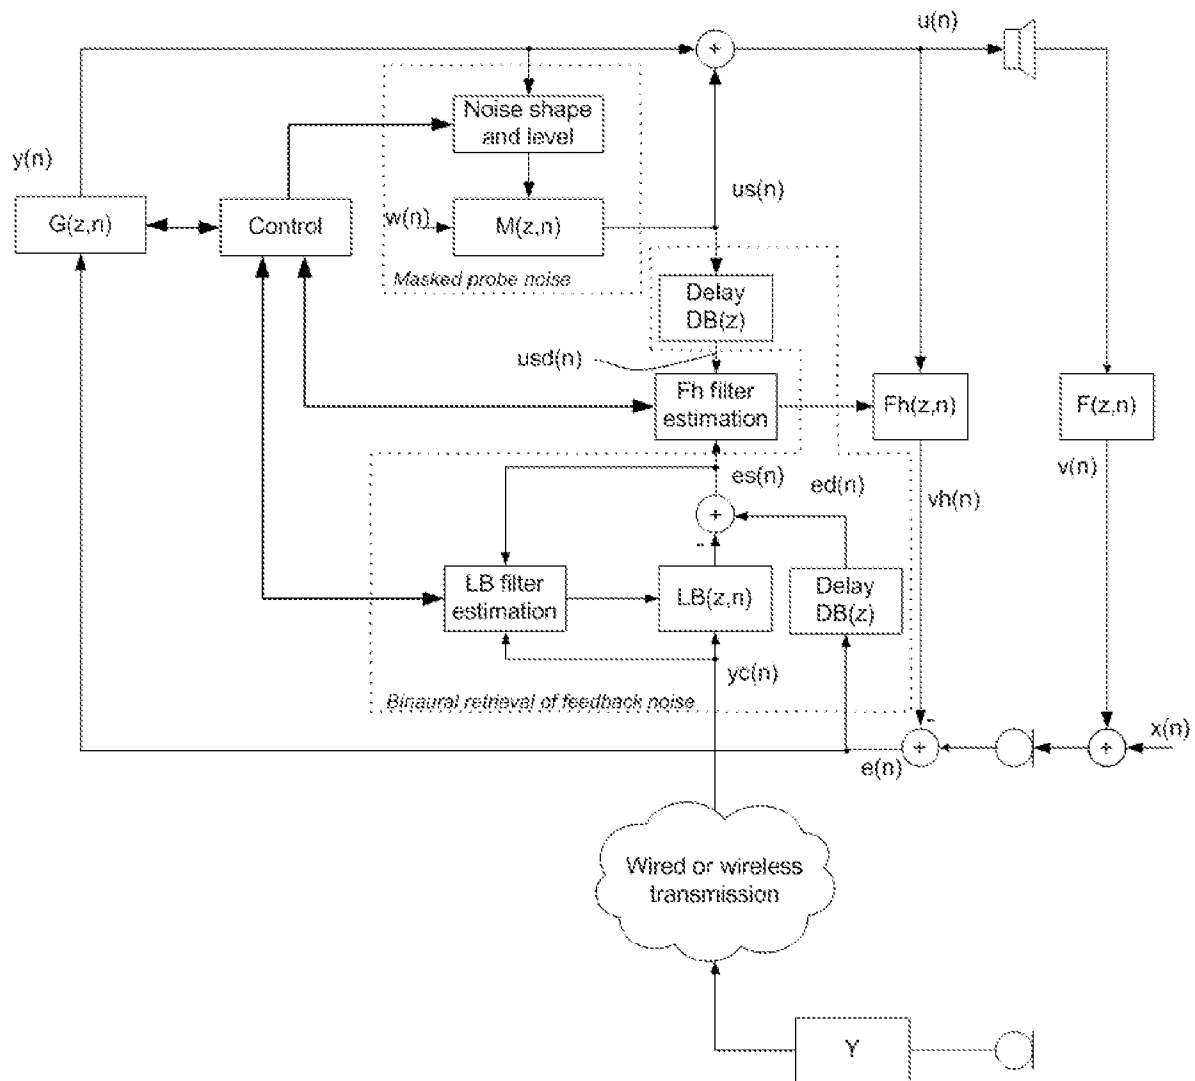 u(n)
+
Noise shape
and level
y(n)
us(n)
G(z,n)
Control
w(n)
M(z,n)
Masked probe noise
Delay
DB(z)
usd(n)
Fh filter
estimation
Fh(z,n)
F(z,n)
es(n)
ed(n)
vh(n)
v(n)
+
-
LB filter
estimation
LB(z,n)
Delay
DB(z)
yc(n)
Binaural retrieval of feedback noise
-
x(n)
+
+
e(n)
Wired or wireless
transmission
Y